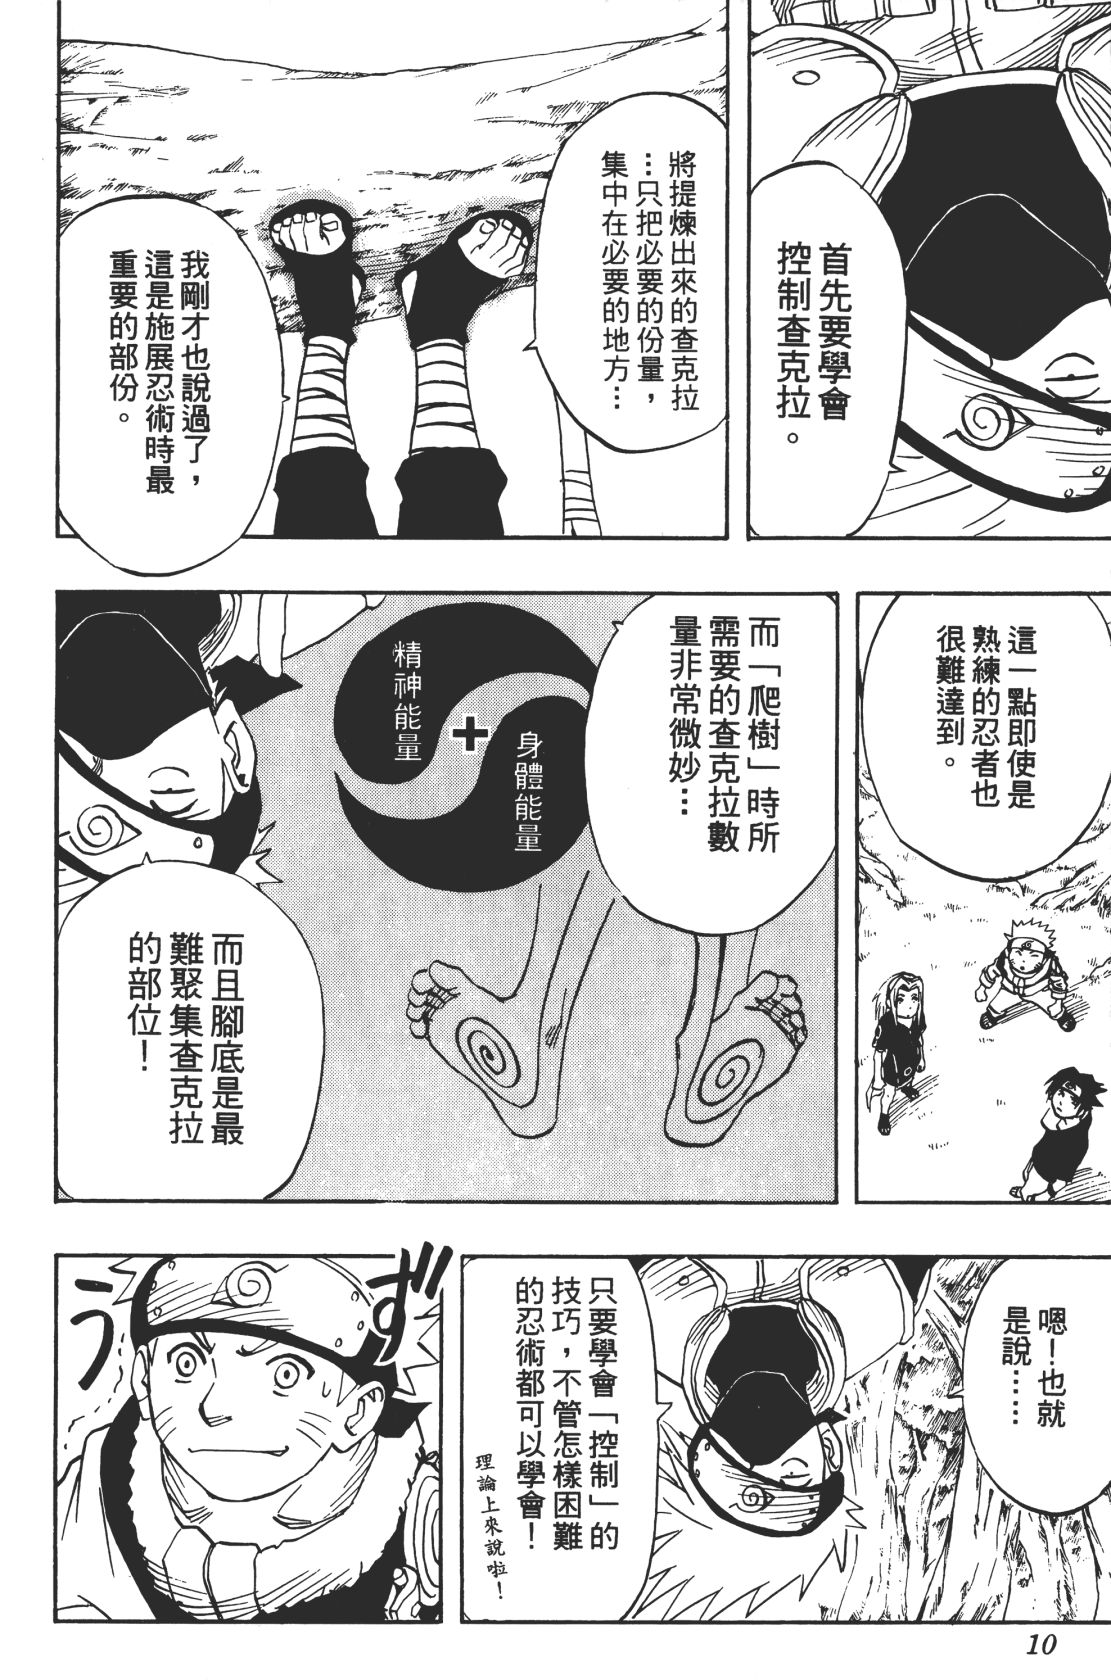 首先要學會
控制查克拉。
將提煉出來的查克拉
…只把必要的份量，
集中在必要的地方…
我剛才也說過了，
這是施展忍術時最
重要的部份。
這一點即使是
熟練的忍者也
很難達到。
而「爬樹」時所
需要的查克拉數
量非常微妙…
精神能量
+
身體能量
而且腳底是最
難聚集查克拉
的部位！
嗯！也就
是說……
只要學會「控制」的
技巧，不管怎樣困難
的忍術都可以學會！
理論上來說啦！
うず
10